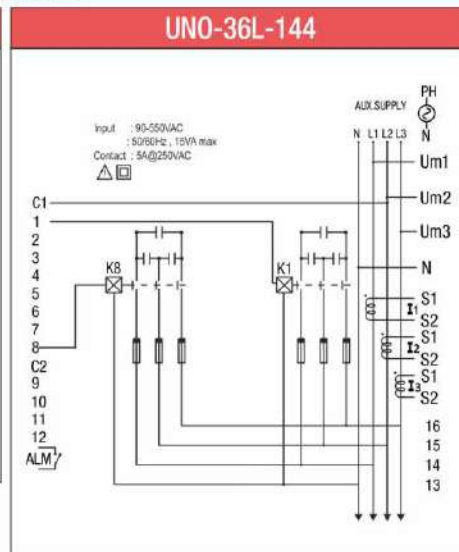 UNO-36L-144
PH
AUX.SUPPLY
N L1 L2 L3 N
Input : 90-550VAC
: 50/60Hz , 15VA max
Contact : 5A@250VAC
Um1
C1
Um2
1
2
Um3
3
4
K8
K1
N
5
6
S1
I1
7
S2
8
S1
I2
C2
S2
9
S1
I3
10
S2
11
16
12
15
ALM
14
13